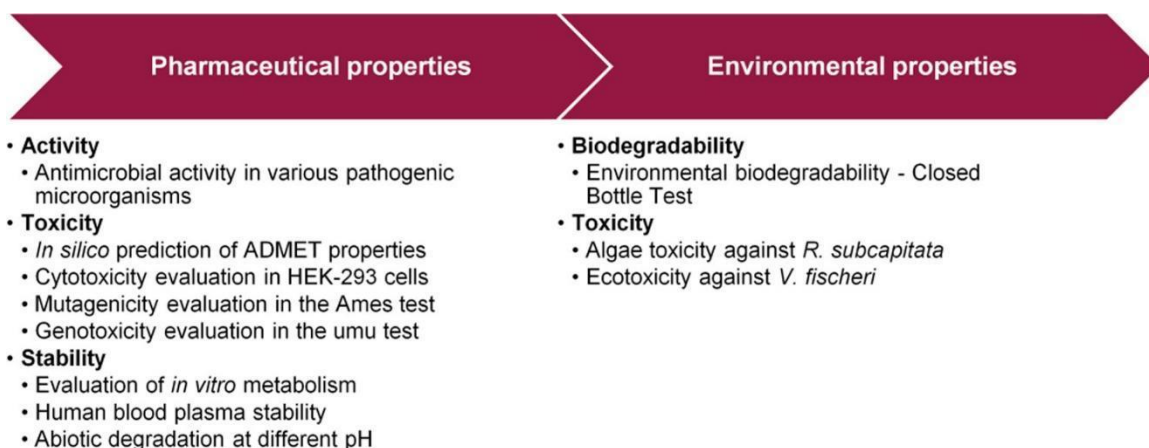 Pharmaceutical properties
Environmental properties
• Activity
• Antimicrobial activity in various pathogenic
microorganisms
• Toxicity
• In silico prediction of ADMET properties
• Cytotoxicity evaluation in HEK-293 cells
• Mutagenicity evaluation in the Ames test
• Genotoxicity evaluation in the umu test
• Stability
• Evaluation of in vitro metabolism
• Human blood plasma stability
• Abiotic degradation at different pH
• Biodegradability
• Environmental biodegradability - Closed
Bottle Test
• Toxicity
• Algae toxicity against R. subcapitata
• Ecotoxicity against V. fischeri